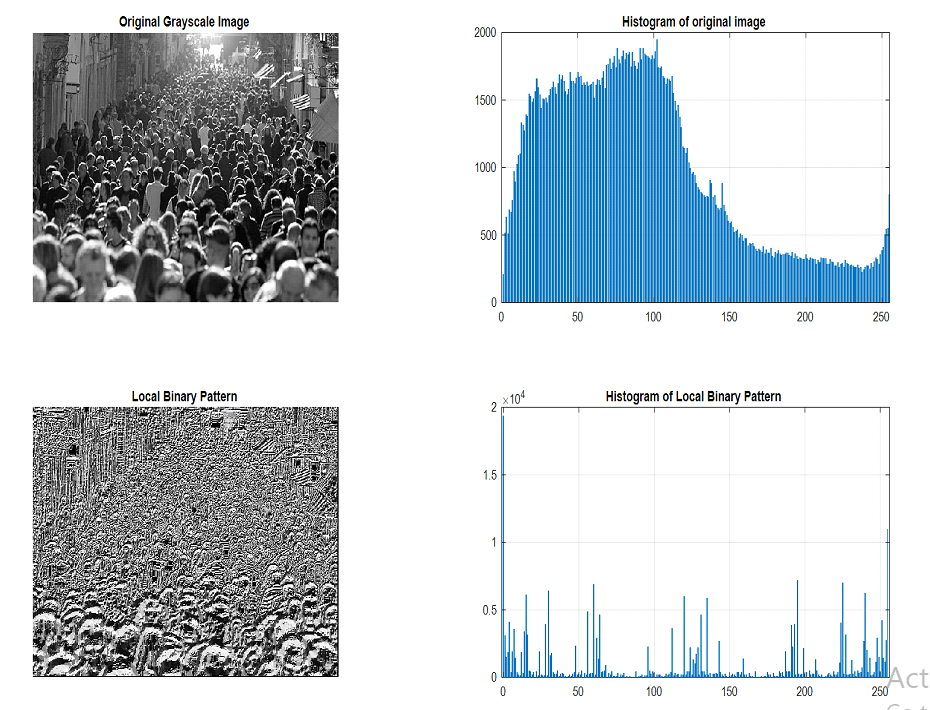 Original Grayscale Image
Histogram of original image
2000
1500
1000
500
0
0 50 100 150 200 250
Local Binary Pattern
Histogram of Local Binary Pattern
×10⁴
2
1.5
1
0.5
0
0 50 100 150 200 250
Act